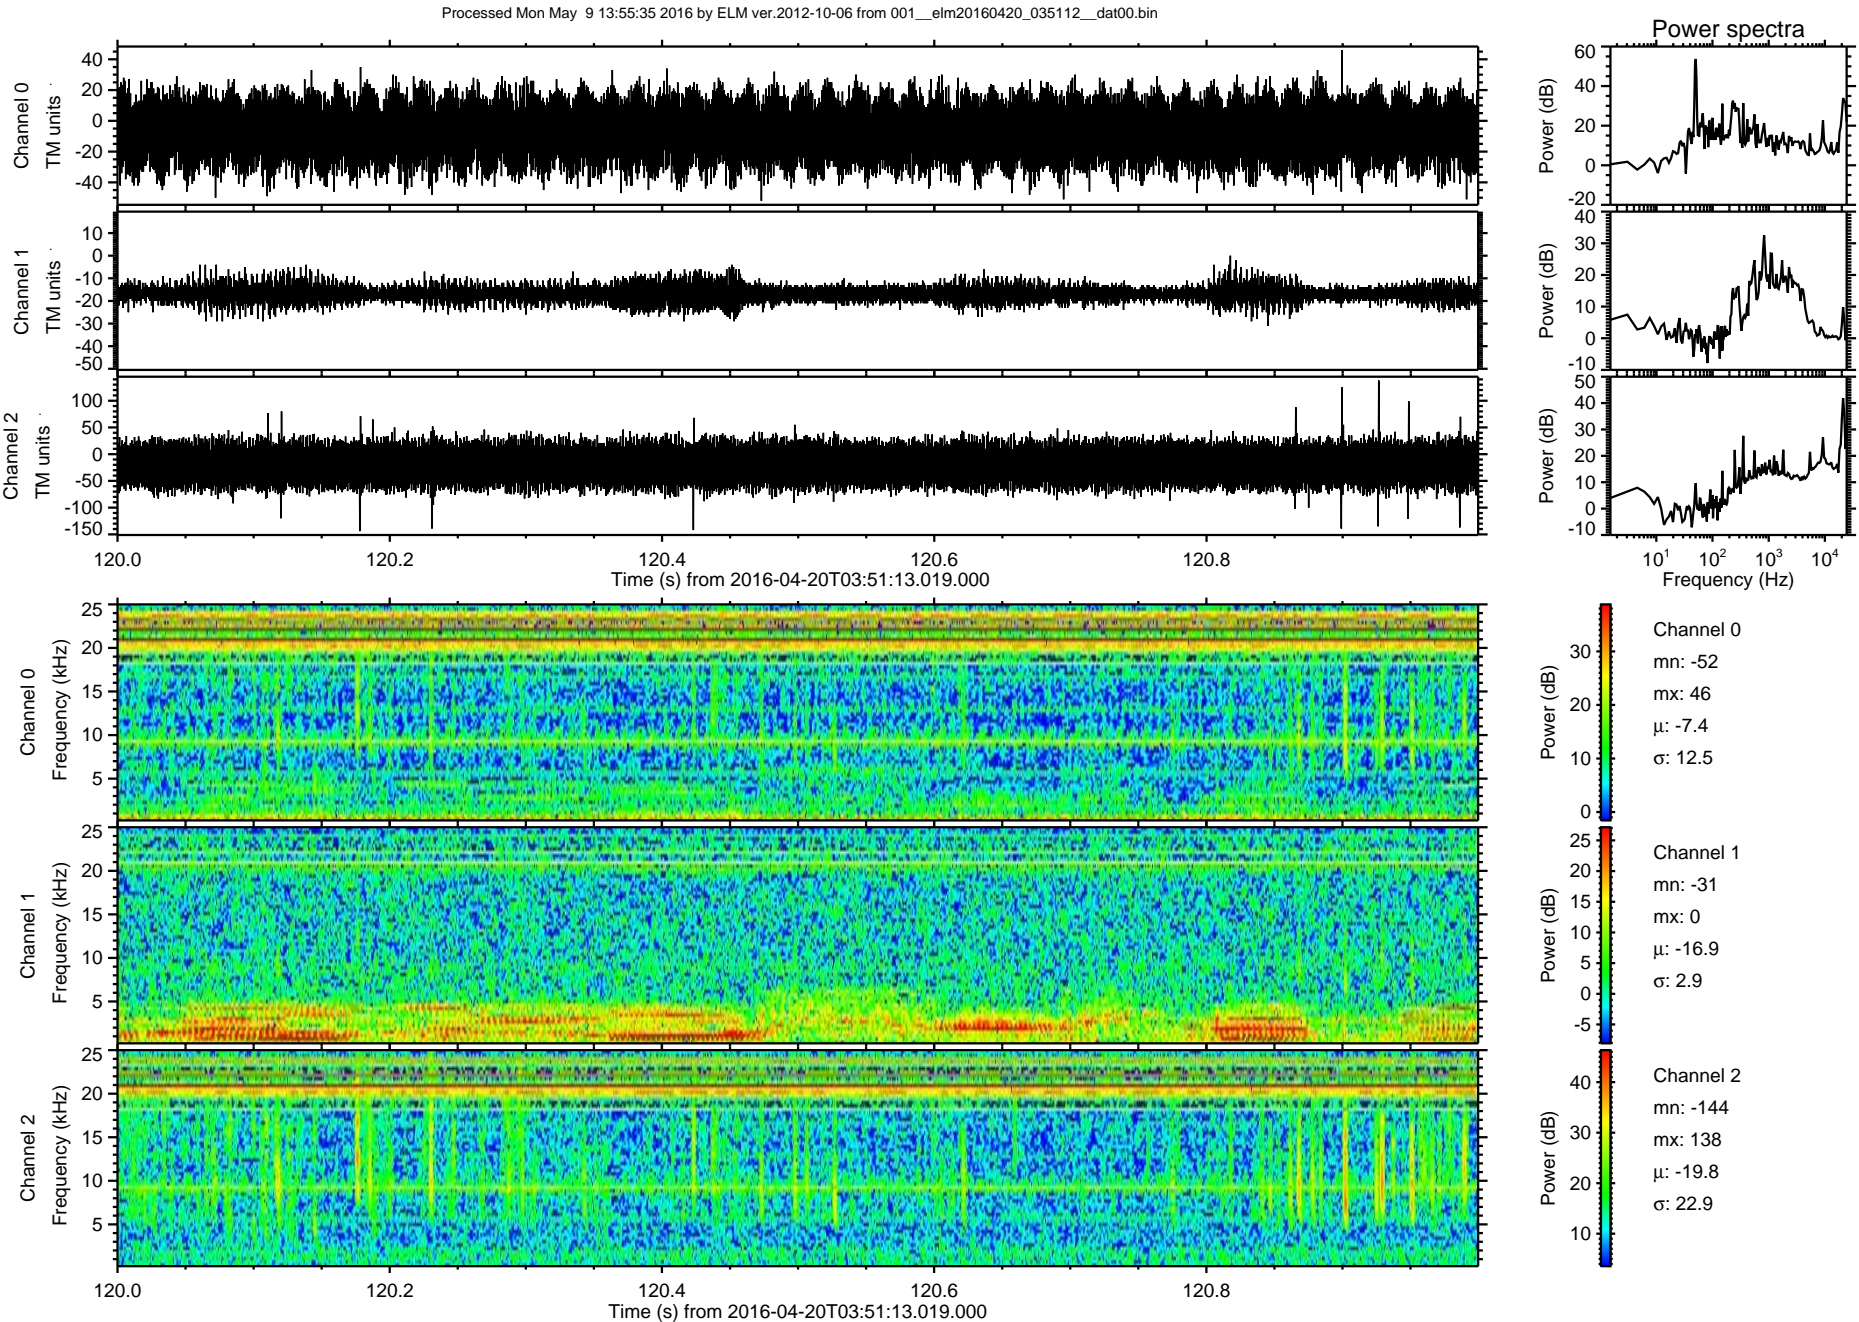 Processed Mon May  9 13:55:35 2016 by ELM ver.2012-10-06 from 001__elm20160420_035112__dat00.bin
Power spectra
Channel 0
TM units
40
20
0
-20
-40
Power (dB)
60
40
20
0
-20
Channel 1
TM units
10
0
-10
-20
-30
-40
-50
Power (dB)
40
30
20
10
0
-10
Channel 2
TM units
100
50
0
-50
-100
-150
Power (dB)
50
40
30
20
10
0
-10
120.0 120.2 120.4 120.6 120.8
Time (s) from 2016-04-20T03:51:13.019.000
10¹ 10² 10³ 10⁴
Frequency (Hz)
Channel 0
Frequency (kHz)
25
20
15
10
5
Power (dB)
30
20
10
0
Channel 0
mn: -52
mx: 46
μ: -7.4
σ: 12.5
Channel 1
Frequency (kHz)
25
20
15
10
5
Power (dB)
25
20
15
10
5
0
-5
Channel 1
mn: -31
mx: 0
μ: -16.9
σ: 2.9
Channel 2
Frequency (kHz)
25
20
15
10
5
Power (dB)
40
30
20
10
Channel 2
mn: -144
mx: 138
μ: -19.8
σ: 22.9
120.0 120.2 120.4 120.6 120.8
Time (s) from 2016-04-20T03:51:13.019.000